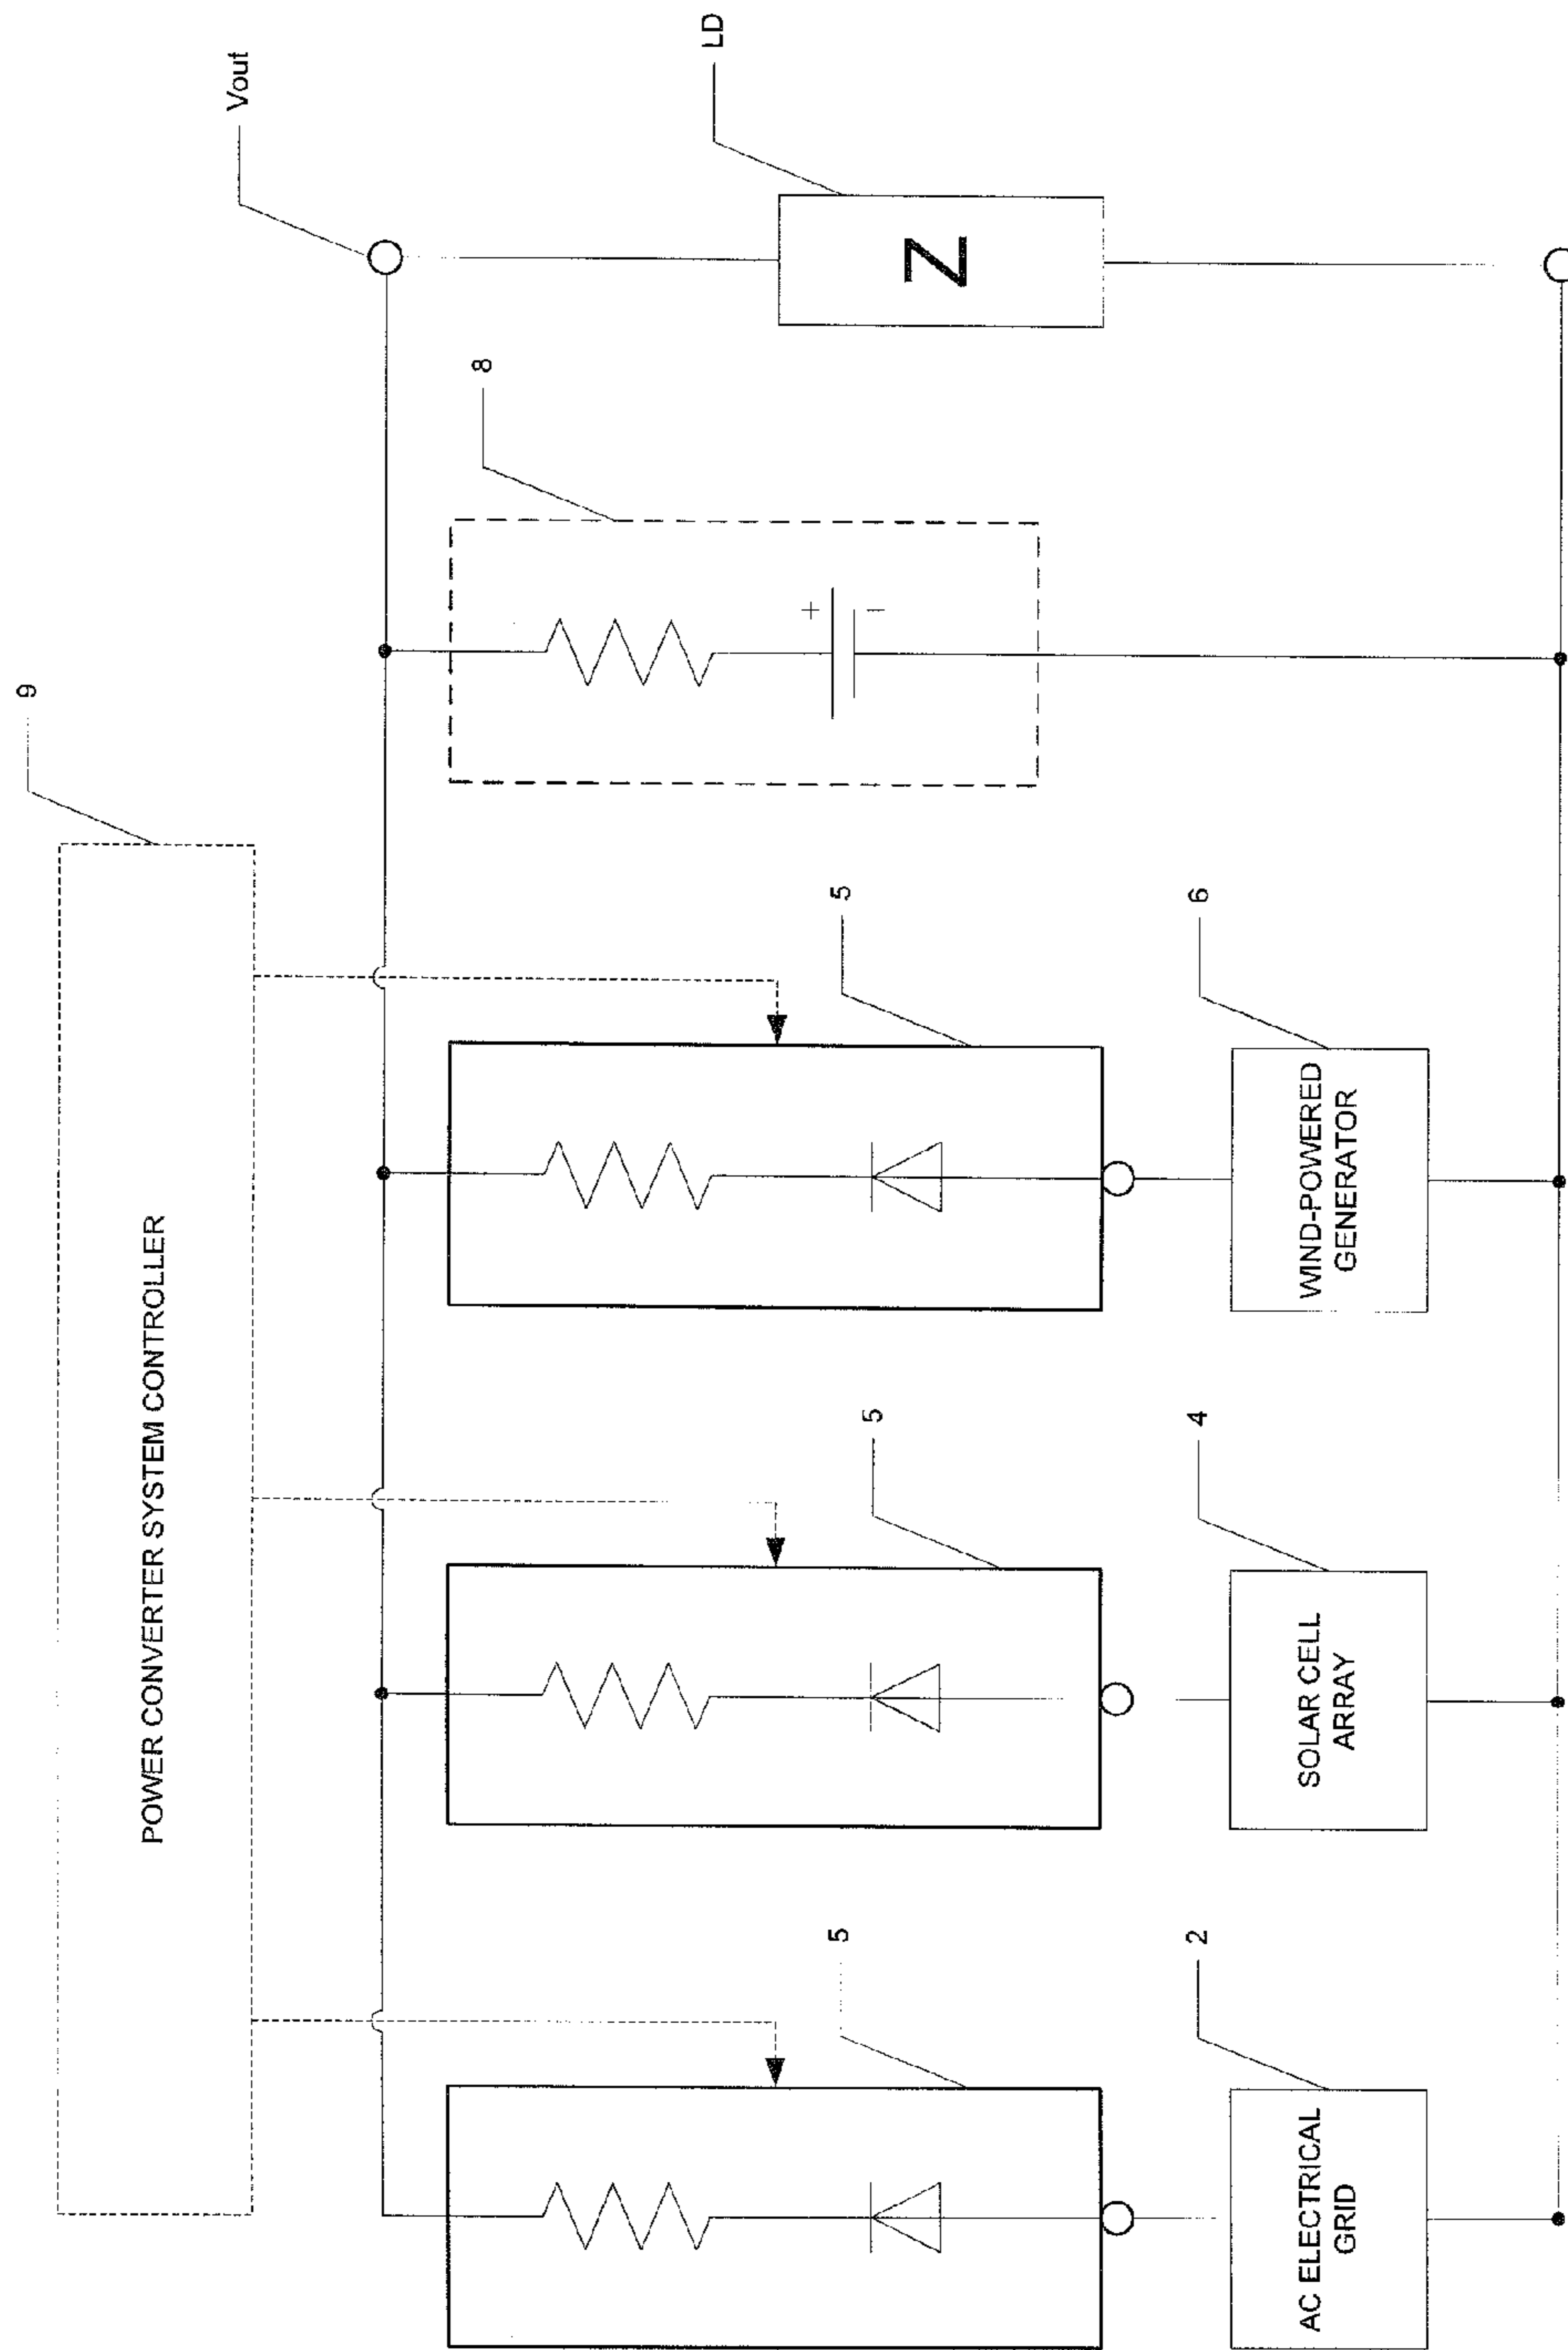 9
POWER CONVERTER SYSTEM CONTROLLER
Vout
8
+
−
LD
Z
5
5
5
2
AC ELECTRICAL
GRID
4
SOLAR CELL
ARRAY
6
WIND-POWERED
GENERATOR